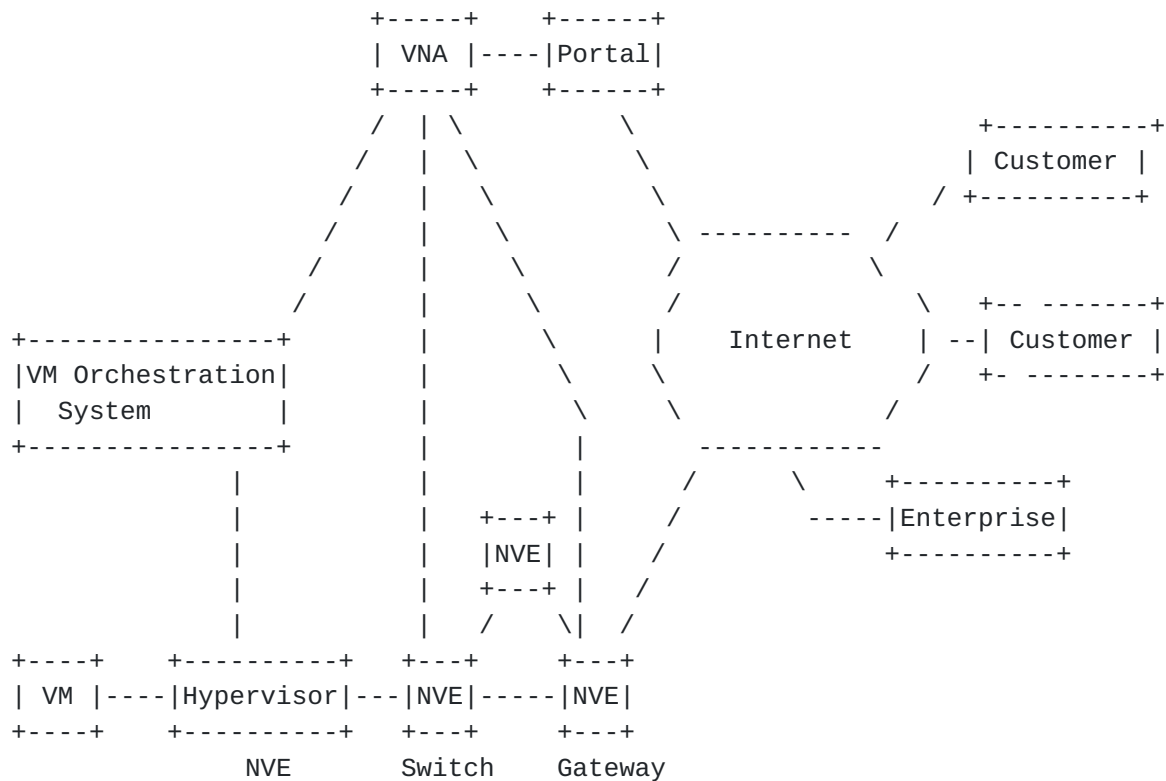 VNA Portal
Customer
Internet Customer
VM Orchestration
System
Enterprise
NVE
VM Hypervisor NVE NVE
NVE Switch Gateway